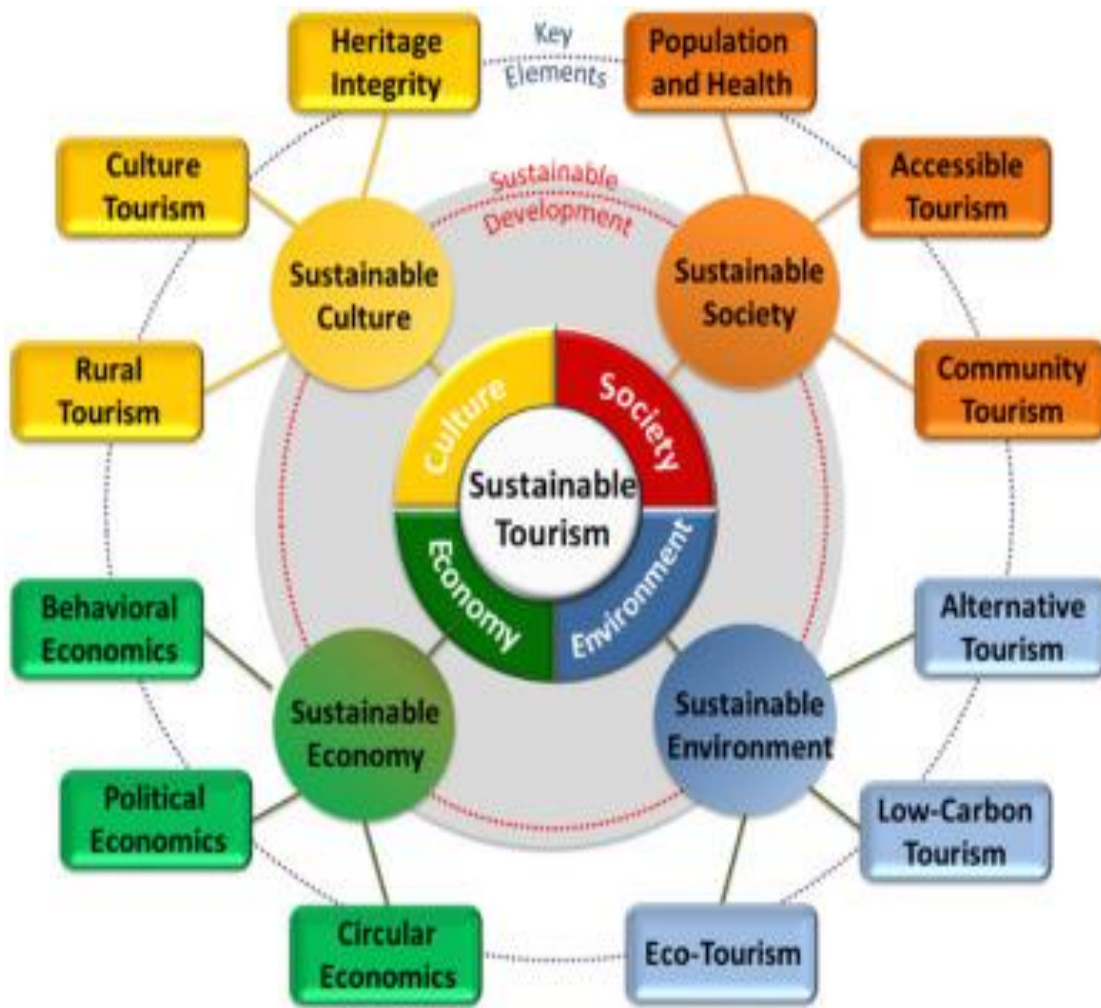 Heritage
Integrity
Key
Elements
Population
and Health
Culture
Tourism
Accessible
Tourism
Sustainable
Development
Sustainable
Culture
Sustainable
Society
Rural
Tourism
Community
Tourism
Culture
Society
Sustainable
Tourism
Economy
Environment
Behavioral
Economics
Alternative
Tourism
Sustainable
Economy
Sustainable
Environment
Political
Economics
Low-Carbon
Tourism
Circular
Economics
Eco-Tourism